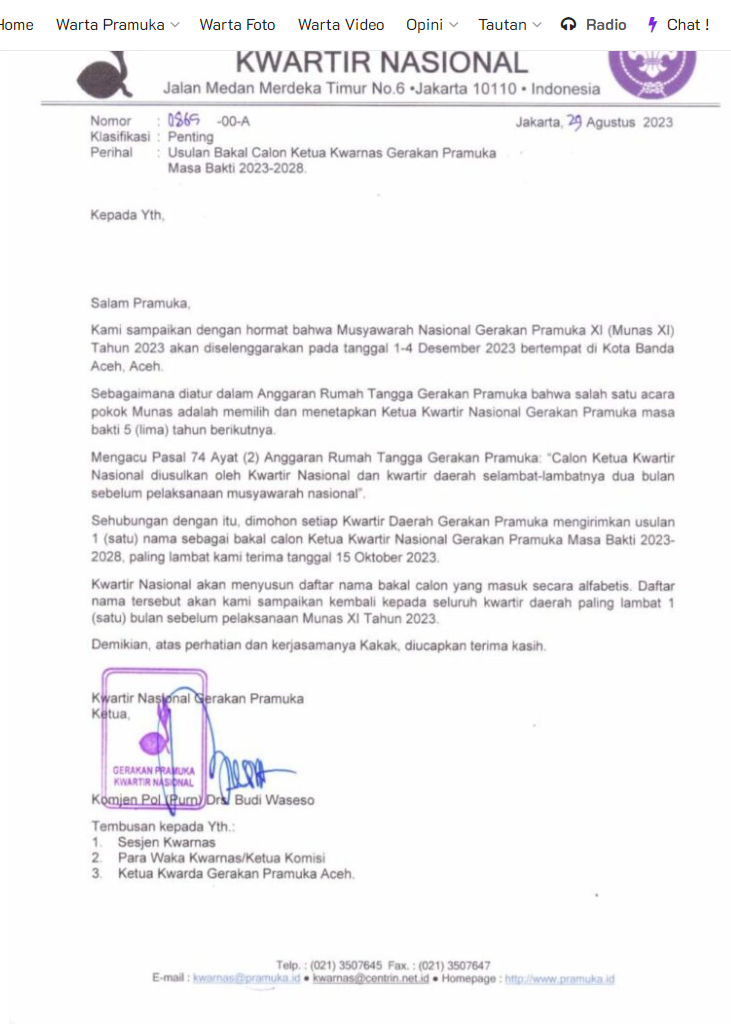 Home Warta Pramuka Warta Foto Warta Video Opini Tautan Radio Chat !
KWARTIR NASIONAL
Jalan Medan Merdeka Timur No.6 •Jakarta 10110 • Indonesia
Nomor : 0865 -00-A Jakarta, 29 Agustus 2023
Klasifikasi : Penting
Perihal : Usulan Bakal Calon Ketua Kwarnas Gerakan Pramuka
Masa Bakti 2023-2028.
Kepada Yth,
Salam Pramuka,
Kami sampaikan dengan hormat bahwa Musyawarah Nasional Gerakan Pramuka XI (Munas XI)
Tahun 2023 akan diselenggarakan pada tanggal 1-4 Desember 2023 bertempat di Kota Banda
Aceh, Aceh.
Sebagaimana diatur dalam Anggaran Rumah Tangga Gerakan Pramuka bahwa salah satu acara
pokok Munas adalah memilih dan menetapkan Ketua Kwartir Nasional Gerakan Pramuka masa
bakti 5 (lima) tahun berikutnya.
Mengacu Pasal 74 Ayat (2) Anggaran Rumah Tangga Gerakan Pramuka: "Calon Ketua Kwartir
Nasional diusulkan oleh Kwartir Nasional dan kwartir daerah selambat-lambatnya dua bulan
sebelum pelaksanaan musyawarah nasional".
Sehubungan dengan itu, dimohon setiap Kwartir Daerah Gerakan Pramuka mengirimkan usulan
1 (satu) nama sebagai bakal calon Ketua Kwartir Nasional Gerakan Pramuka Masa Bakti 2023-
2028, paling lambat kami terima tanggal 15 Oktober 2023.
Kwartir Nasional akan menyusun daftar nama bakal calon yang masuk secara alfabetis. Daftar
nama tersebut akan kami sampaikan kembali kepada seluruh kwartir daerah paling lambat 1
(satu) bulan sebelum pelaksanaan Munas XI Tahun 2023.
Demikian, atas perhatian dan kerjasamanya Kakak, diucapkan terima kasih.
Kwartir Nasional Gerakan Pramuka
Ketua,
GERAKAN PRAMUKA
KWARTIR NASIONAL
Komjen Pol (Purn) Drs. Budi Waseso
Tembusan kepada Yth.:
1. Sesjen Kwarnas
2. Para Waka Kwarnas/Ketua Komisi
3. Ketua Kwarda Gerakan Pramuka Aceh.
Telp. : (021) 3507645 Fax. : (021) 3507647
E-mail : kwarnas@pramuka.id • kwarnas@centrin.net.id • Homepage : http://www.pramuka.id